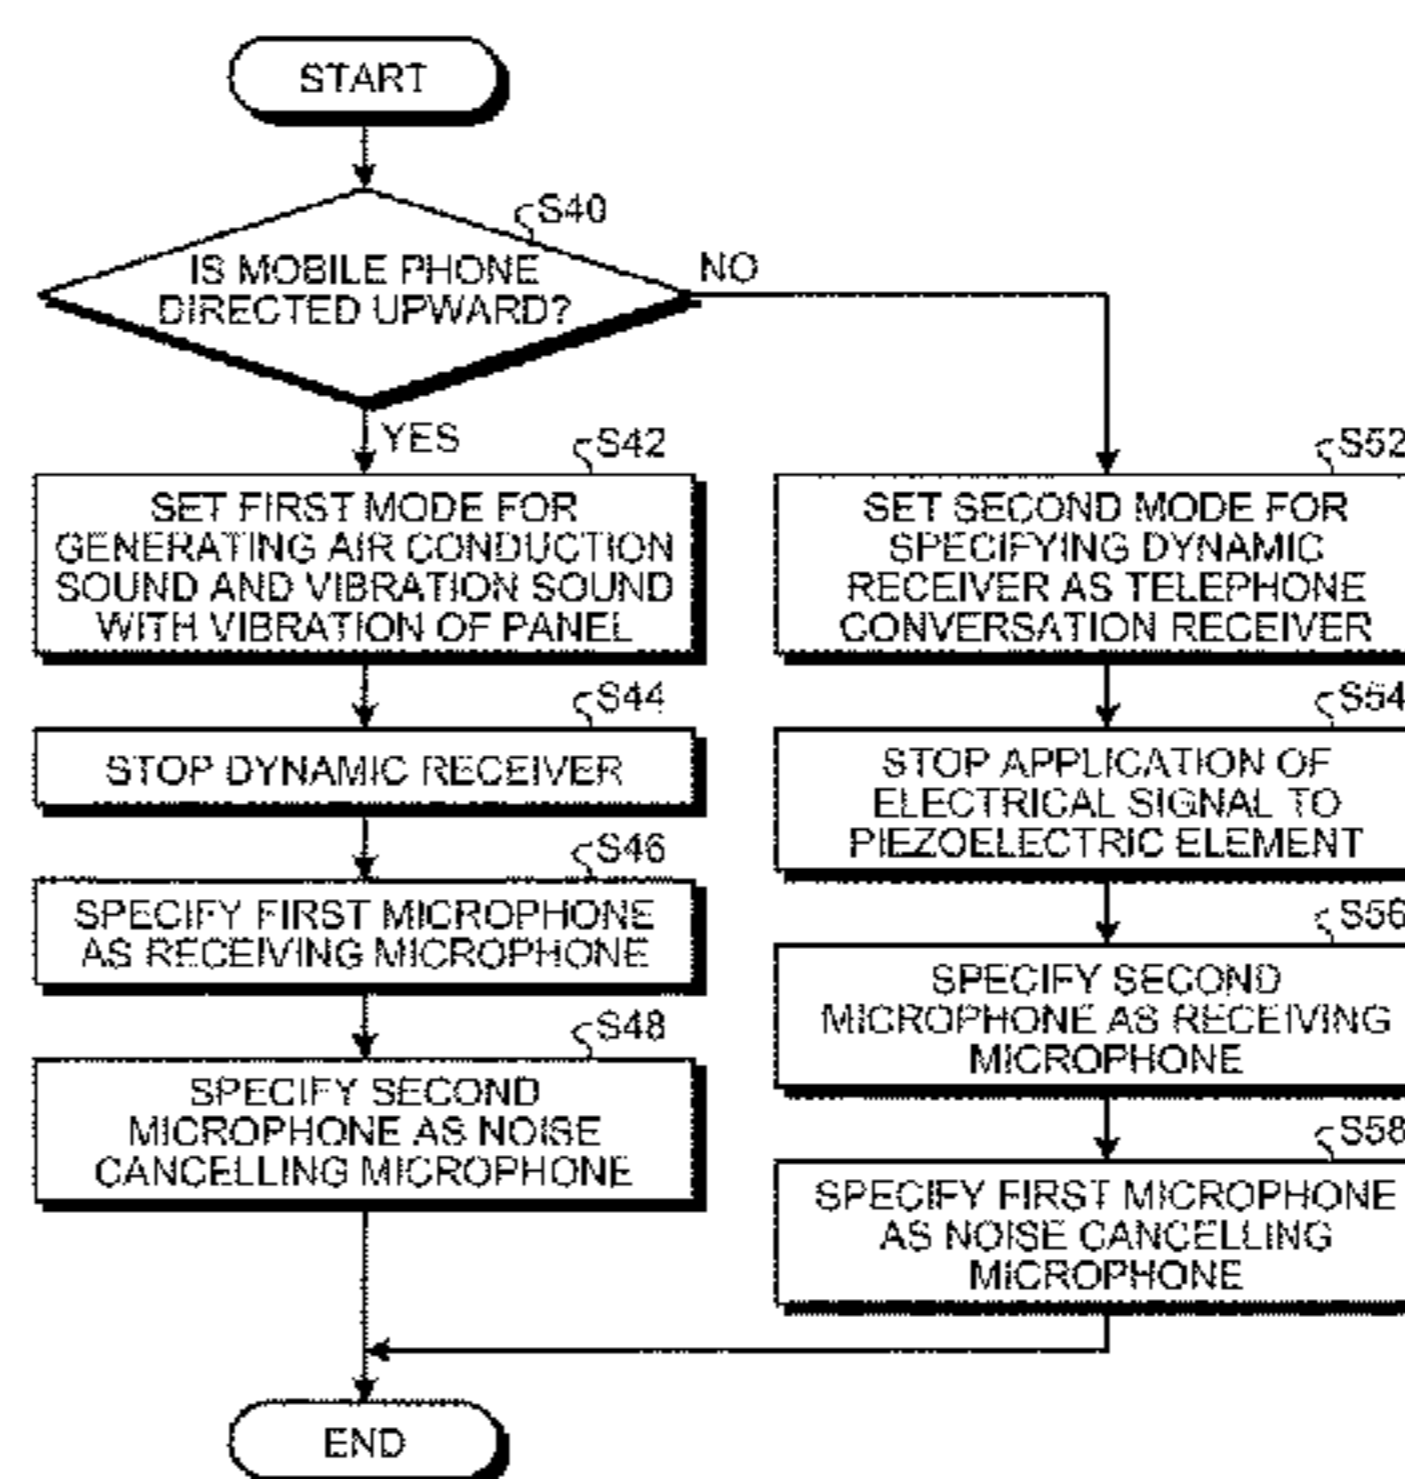 START
S40
IS MOBILE PHONE
DIRECTED UPWARD?
NO
YES
S42
SET FIRST MODE FOR
GENERATING AIR CONDUCTION
SOUND AND VIBRATION SOUND
WITH VIBRATION OF PANEL
S44
STOP DYNAMIC RECEIVER
S46
SPECIFY FIRST MICROPHONE
AS RECEIVING MICROPHONE
S48
SPECIFY SECOND
MICROPHONE AS NOISE
CANCELLING MICROPHONE
S52
SET SECOND MODE FOR
SPECIFYING DYNAMIC
RECEIVER AS TELEPHONE
CONVERSATION RECEIVER
S54
STOP APPLICATION OF
ELECTRICAL SIGNAL TO
PIEZOELECTRIC ELEMENT
S56
SPECIFY SECOND
MICROPHONE AS RECEIVING
MICROPHONE
S58
SPECIFY FIRST MICROPHONE
AS NOISE CANCELLING
MICROPHONE
END